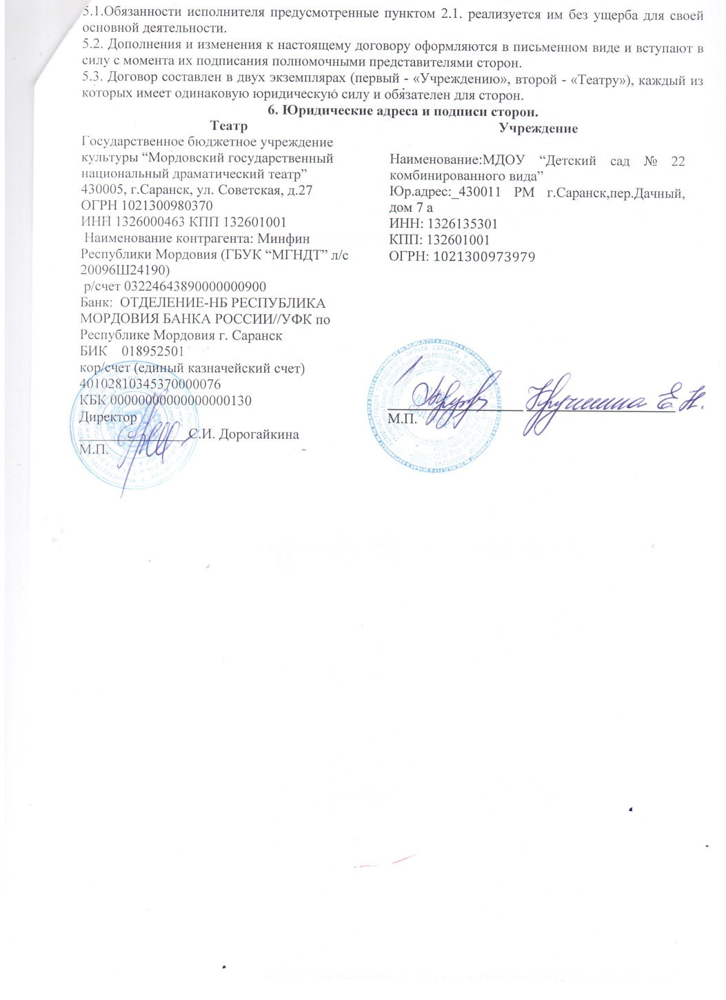 5.1.Обязанности исполнителя предусмотренные пунктом 2.1. реализуется им без ущерба для своей
основной деятельности.
5.2. Дополнения и изменения к настоящему договору оформляются в письменном виде и вступают в
силу с момента их подписания полномочными представителями сторон.
5.3. Договор составлен в двух экземплярах (первый - «Учреждению», второй - «Театру»), каждый из
которых имеет одинаковую юридическую силу и обязателен для сторон.
6. Юридические адреса и подписи сторон.
Театр
Государственное бюджетное учреждение
культуры “Мордовский государственный
национальный драматический театр”
430005, г.Саранск, ул. Советская, д.27
ОГРН 1021300980370
ИНН 1326000463 КПП 132601001
Наименование контрагента: Минфин
Республики Мордовия (ГБУК “МГНДТ” л/с
20096Ш24190)
р/счет 03224643890000000900
Банк: ОТДЕЛЕНИЕ-НБ РЕСПУБЛИКА
МОРДОВИЯ БАНКА РОССИИ//УФК по
Республике Мордовия г. Саранск
БИК 018952501
кор/счет (единый казначейский счет)
40102810345370000076
КБК 00000000000000000130
Директор
С.И. Дорогайкина
М.П.
Учреждение
Наименование:МДОУ “Детский сад № 22
комбинированного вида”
Юр.адрес:_430011 РМ г.Саранск,пер.Дачный,
дом 7 а
ИНН: 1326135301
КПП: 132601001
ОГРН: 1021300973979
Кручинина Е.Н.
М.П.